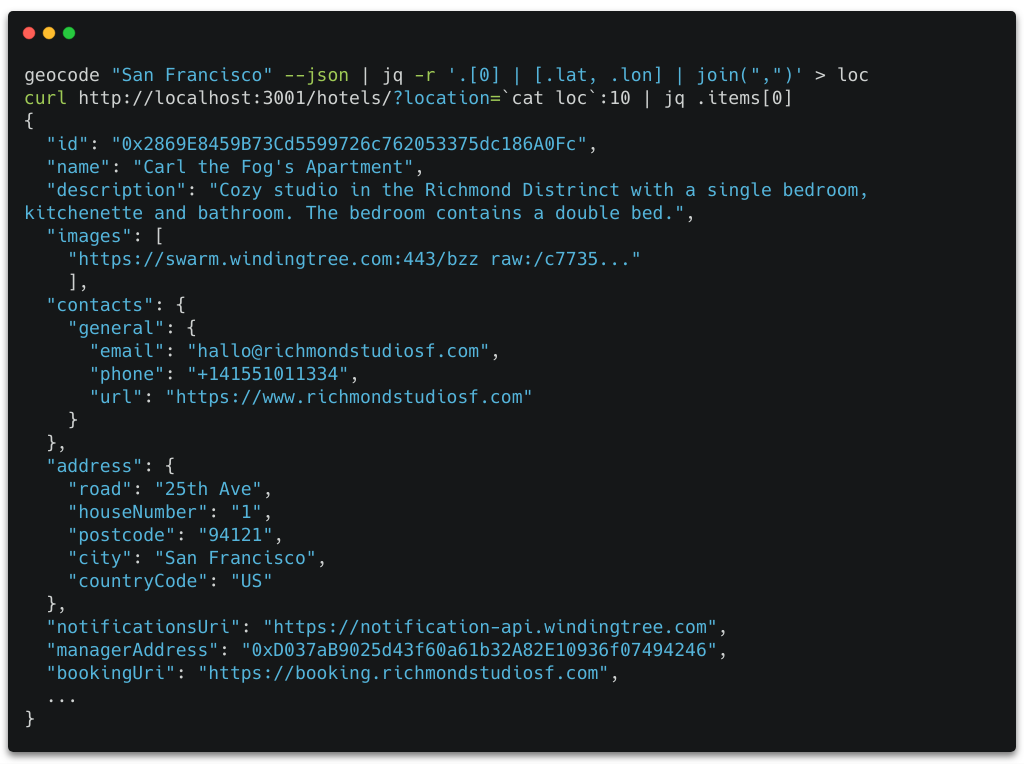 geocode "San Francisco" --json | jq -r '.[0] | [.lat, .lon] | join(",")' > loc
curl http://localhost:3001/hotels/?location=`cat loc`:10 | jq .items[0]
{
  "id": "0x2869E8459B73Cd5599726c762053375dc186A0Fc",
  "name": "Carl the Fog's Apartment",
  "description": "Cozy studio in the Richmond Distrinct with a single bedroom,
kitchenette and bathroom. The bedroom contains a double bed.",
  "images": [
    "https://swarm.windingtree.com:443/bzz raw:/c7735..."
    ],
  "contacts": {
    "general": {
      "email": "hallo@richmondstudiosf.com",
      "phone": "+141551011334",
      "url": "https://www.richmondstudiosf.com"
    }
  },
  "address": {
    "road": "25th Ave",
    "houseNumber": "1",
    "postcode": "94121",
    "city": "San Francisco",
    "countryCode": "US"
  },
  "notificationsUri": "https://notification-api.windingtree.com",
  "managerAddress": "0xD037aB9025d43f60a61b32A82E10936f07494246",
  "bookingUri": "https://booking.richmondstudiosf.com",
  ...
}